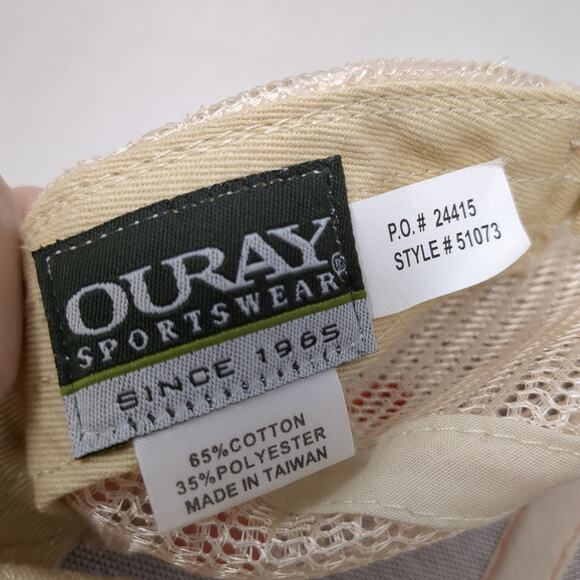 OURAY
SPORTSWEAR®
SINCE 1965
P.O.# 24415
STYLE # 51073
65%COTTON
35%POLYESTER
MADE IN TAIWAN